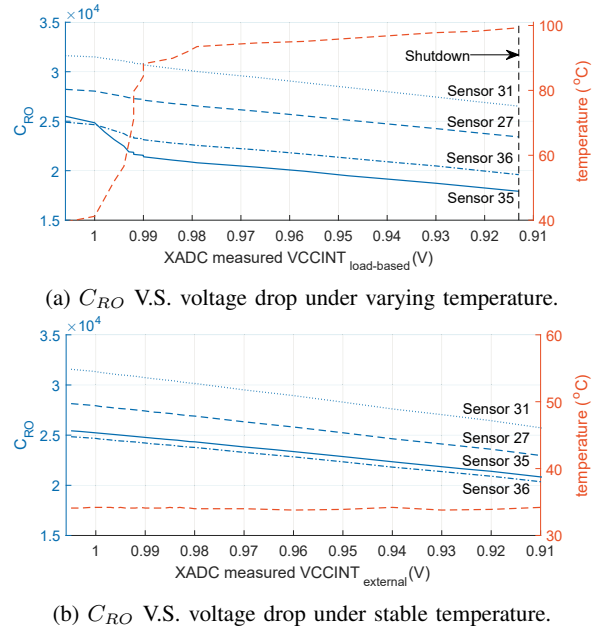 ×10⁴
3.5
3
2.5
2
1.5
C_RO
100
80
60
40
temperature (°C)
Shutdown
Sensor 31
Sensor 27
Sensor 36
Sensor 35
1 0.99 0.98 0.97 0.96 0.95 0.94 0.93 0.92 0.91
XADC measured VCCINT load-based (V)
(a) C_RO V.S. voltage drop under varying temperature.
×10⁴
3.5
3
2.5
2
1.5
C_RO
60
50
40
30
temperature (°C)
Sensor 31
Sensor 27
Sensor 35
Sensor 36
1 0.99 0.98 0.97 0.96 0.95 0.94 0.93 0.92 0.91
XADC measured VCCINT external (V)
(b) C_RO V.S. voltage drop under stable temperature.